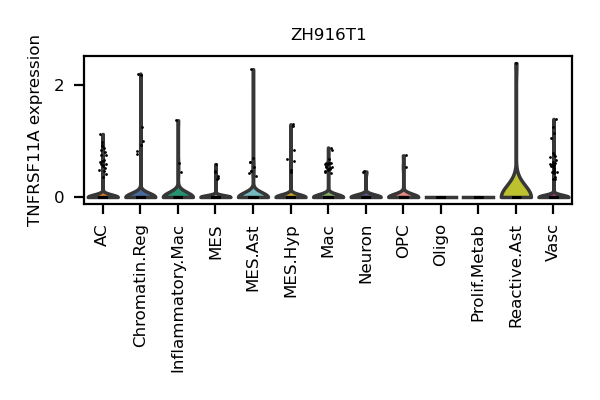 ZH916T1
TNFRSF11A expression
2
0
AC
Chromatin.Reg
Inflammatory.Mac
MES
MES.Ast
MES.Hyp
Mac
Neuron
OPC
Oligo
Prolif.Metab
Reactive.Ast
Vasc